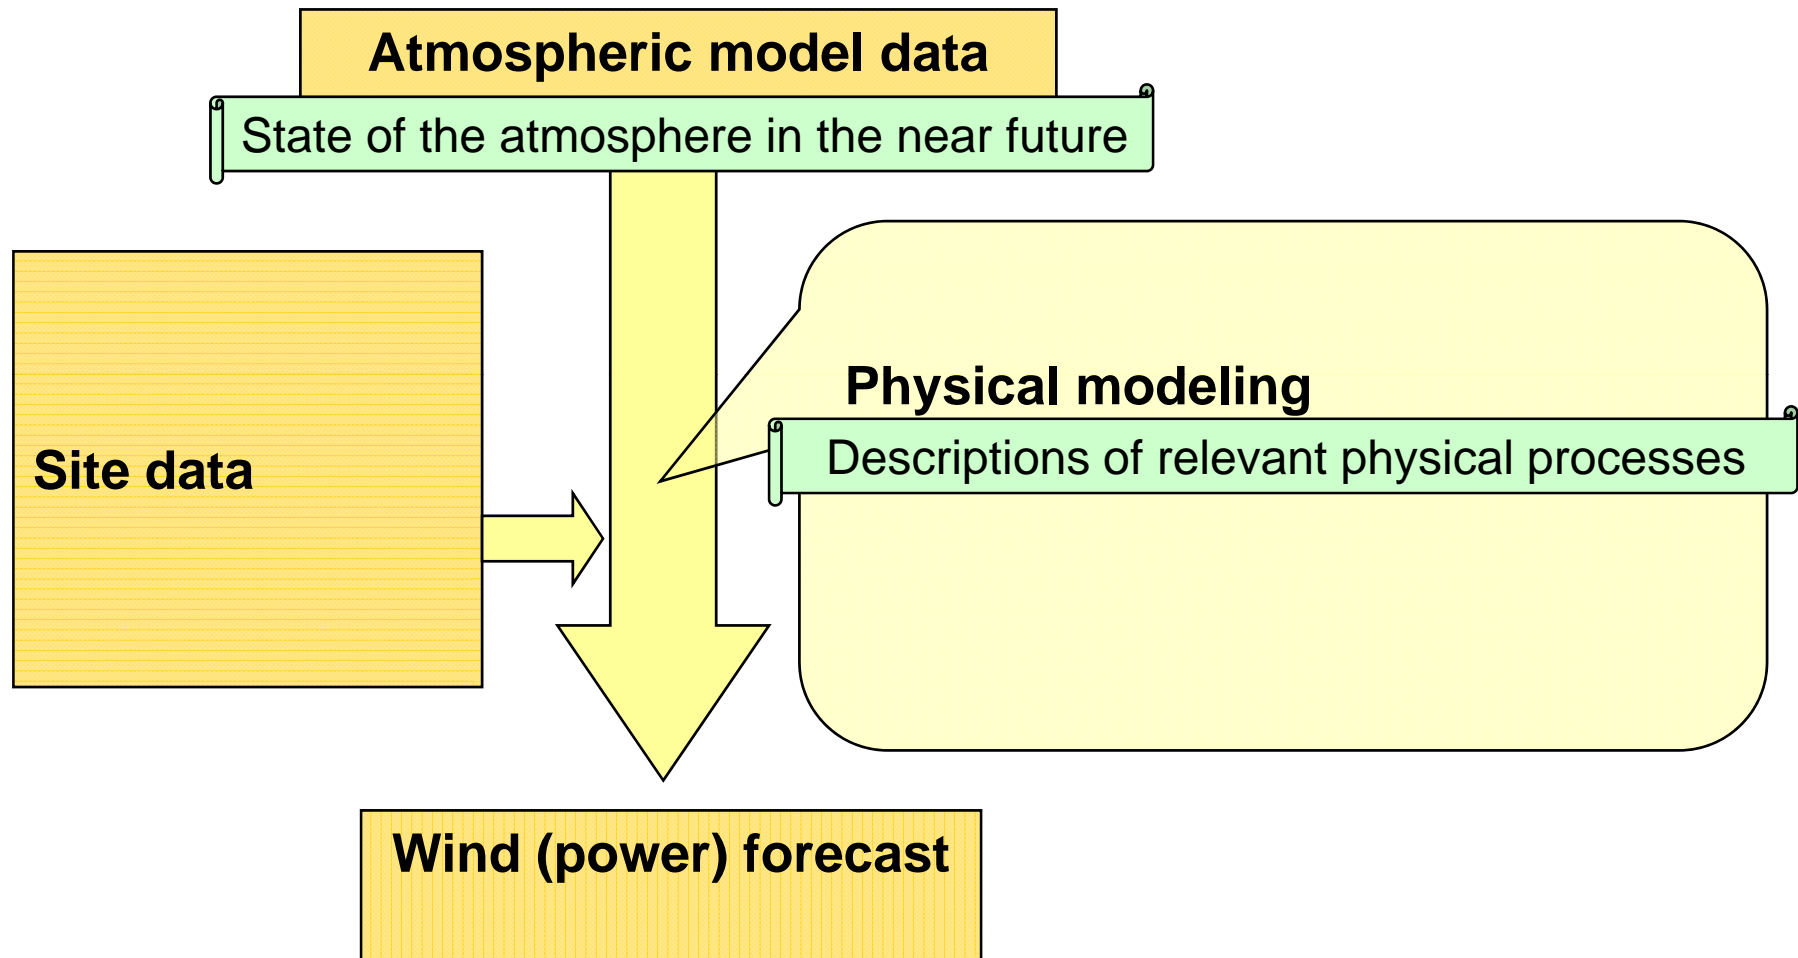 Atmospheric model data
State of the atmosphere in the near future
Physical modeling
Descriptions of relevant physical processes
Site data
Wind (power) forecast